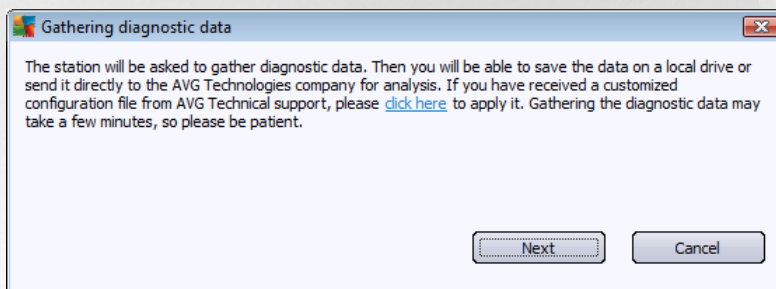 Gathering diagnostic data
The station will be asked to gather diagnostic data. Then you will be able to save the data on a local drive or
send it directly to the AVG Technologies company for analysis. If you have received a customized
configuration file from AVG Technical support, please click here to apply it. Gathering the diagnostic data may
take a few minutes, so please be patient.
Next
Cancel